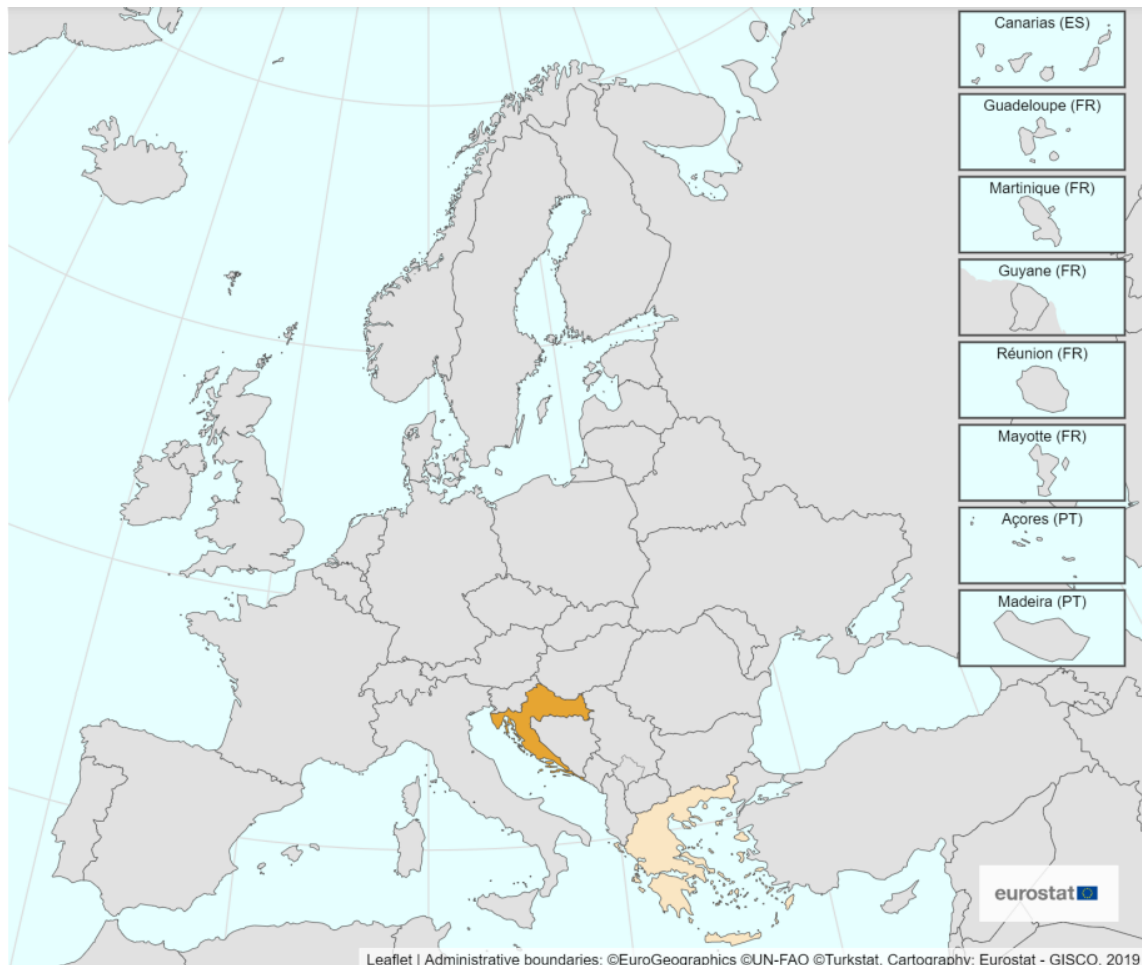 Canarias (ES)
Guadeloupe (FR)
Martinique (FR)
Guyane (FR)
Réunion (FR)
Mayotte (FR)
Açores (PT)
Madeira (PT)
eurostat
Leaflet | Administrative boundaries: ©EuroGeographics ©UN-FAO ©Turkstat, Cartography: Eurostat - GISCO, 2019